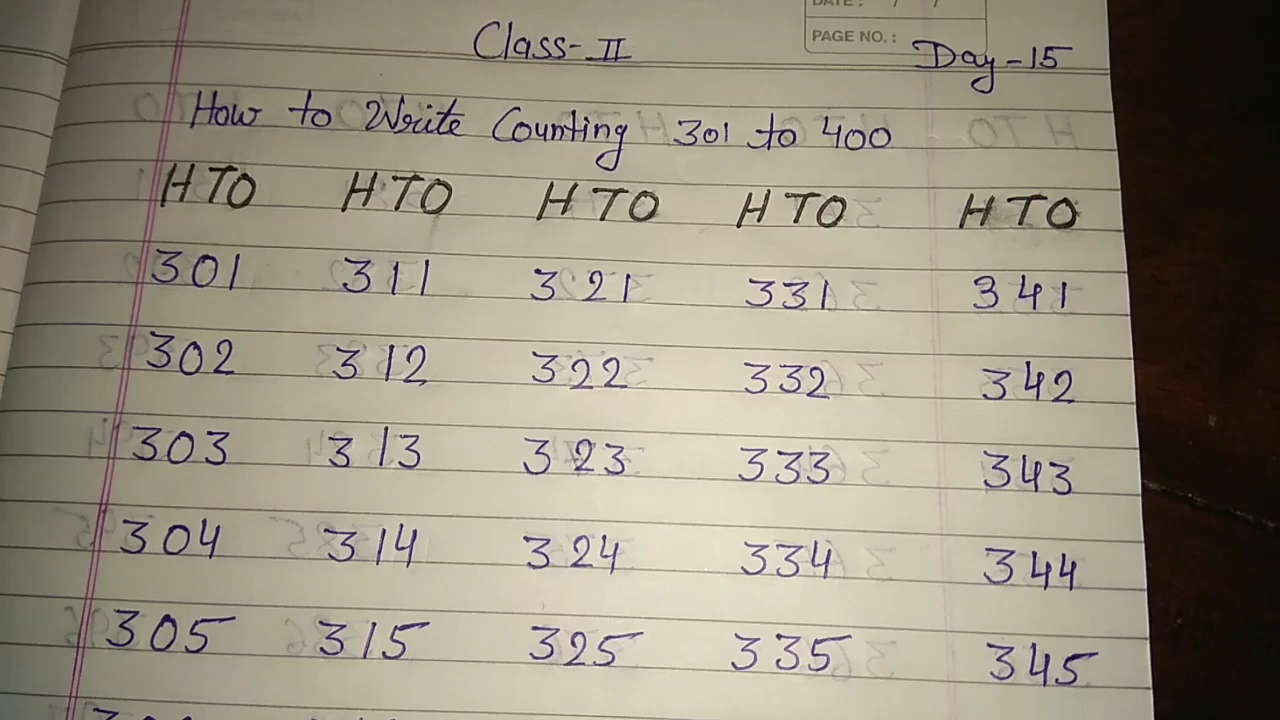 DATE: / /
PAGE NO.:
Class-II Day-15
How to Write Counting 301 to 400
HTO HTO HTO HTO HTO
301 311 321 331 341
302 312 322 332 342
303 313 323 333 343
304 314 324 334 344
305 315 325 335 345